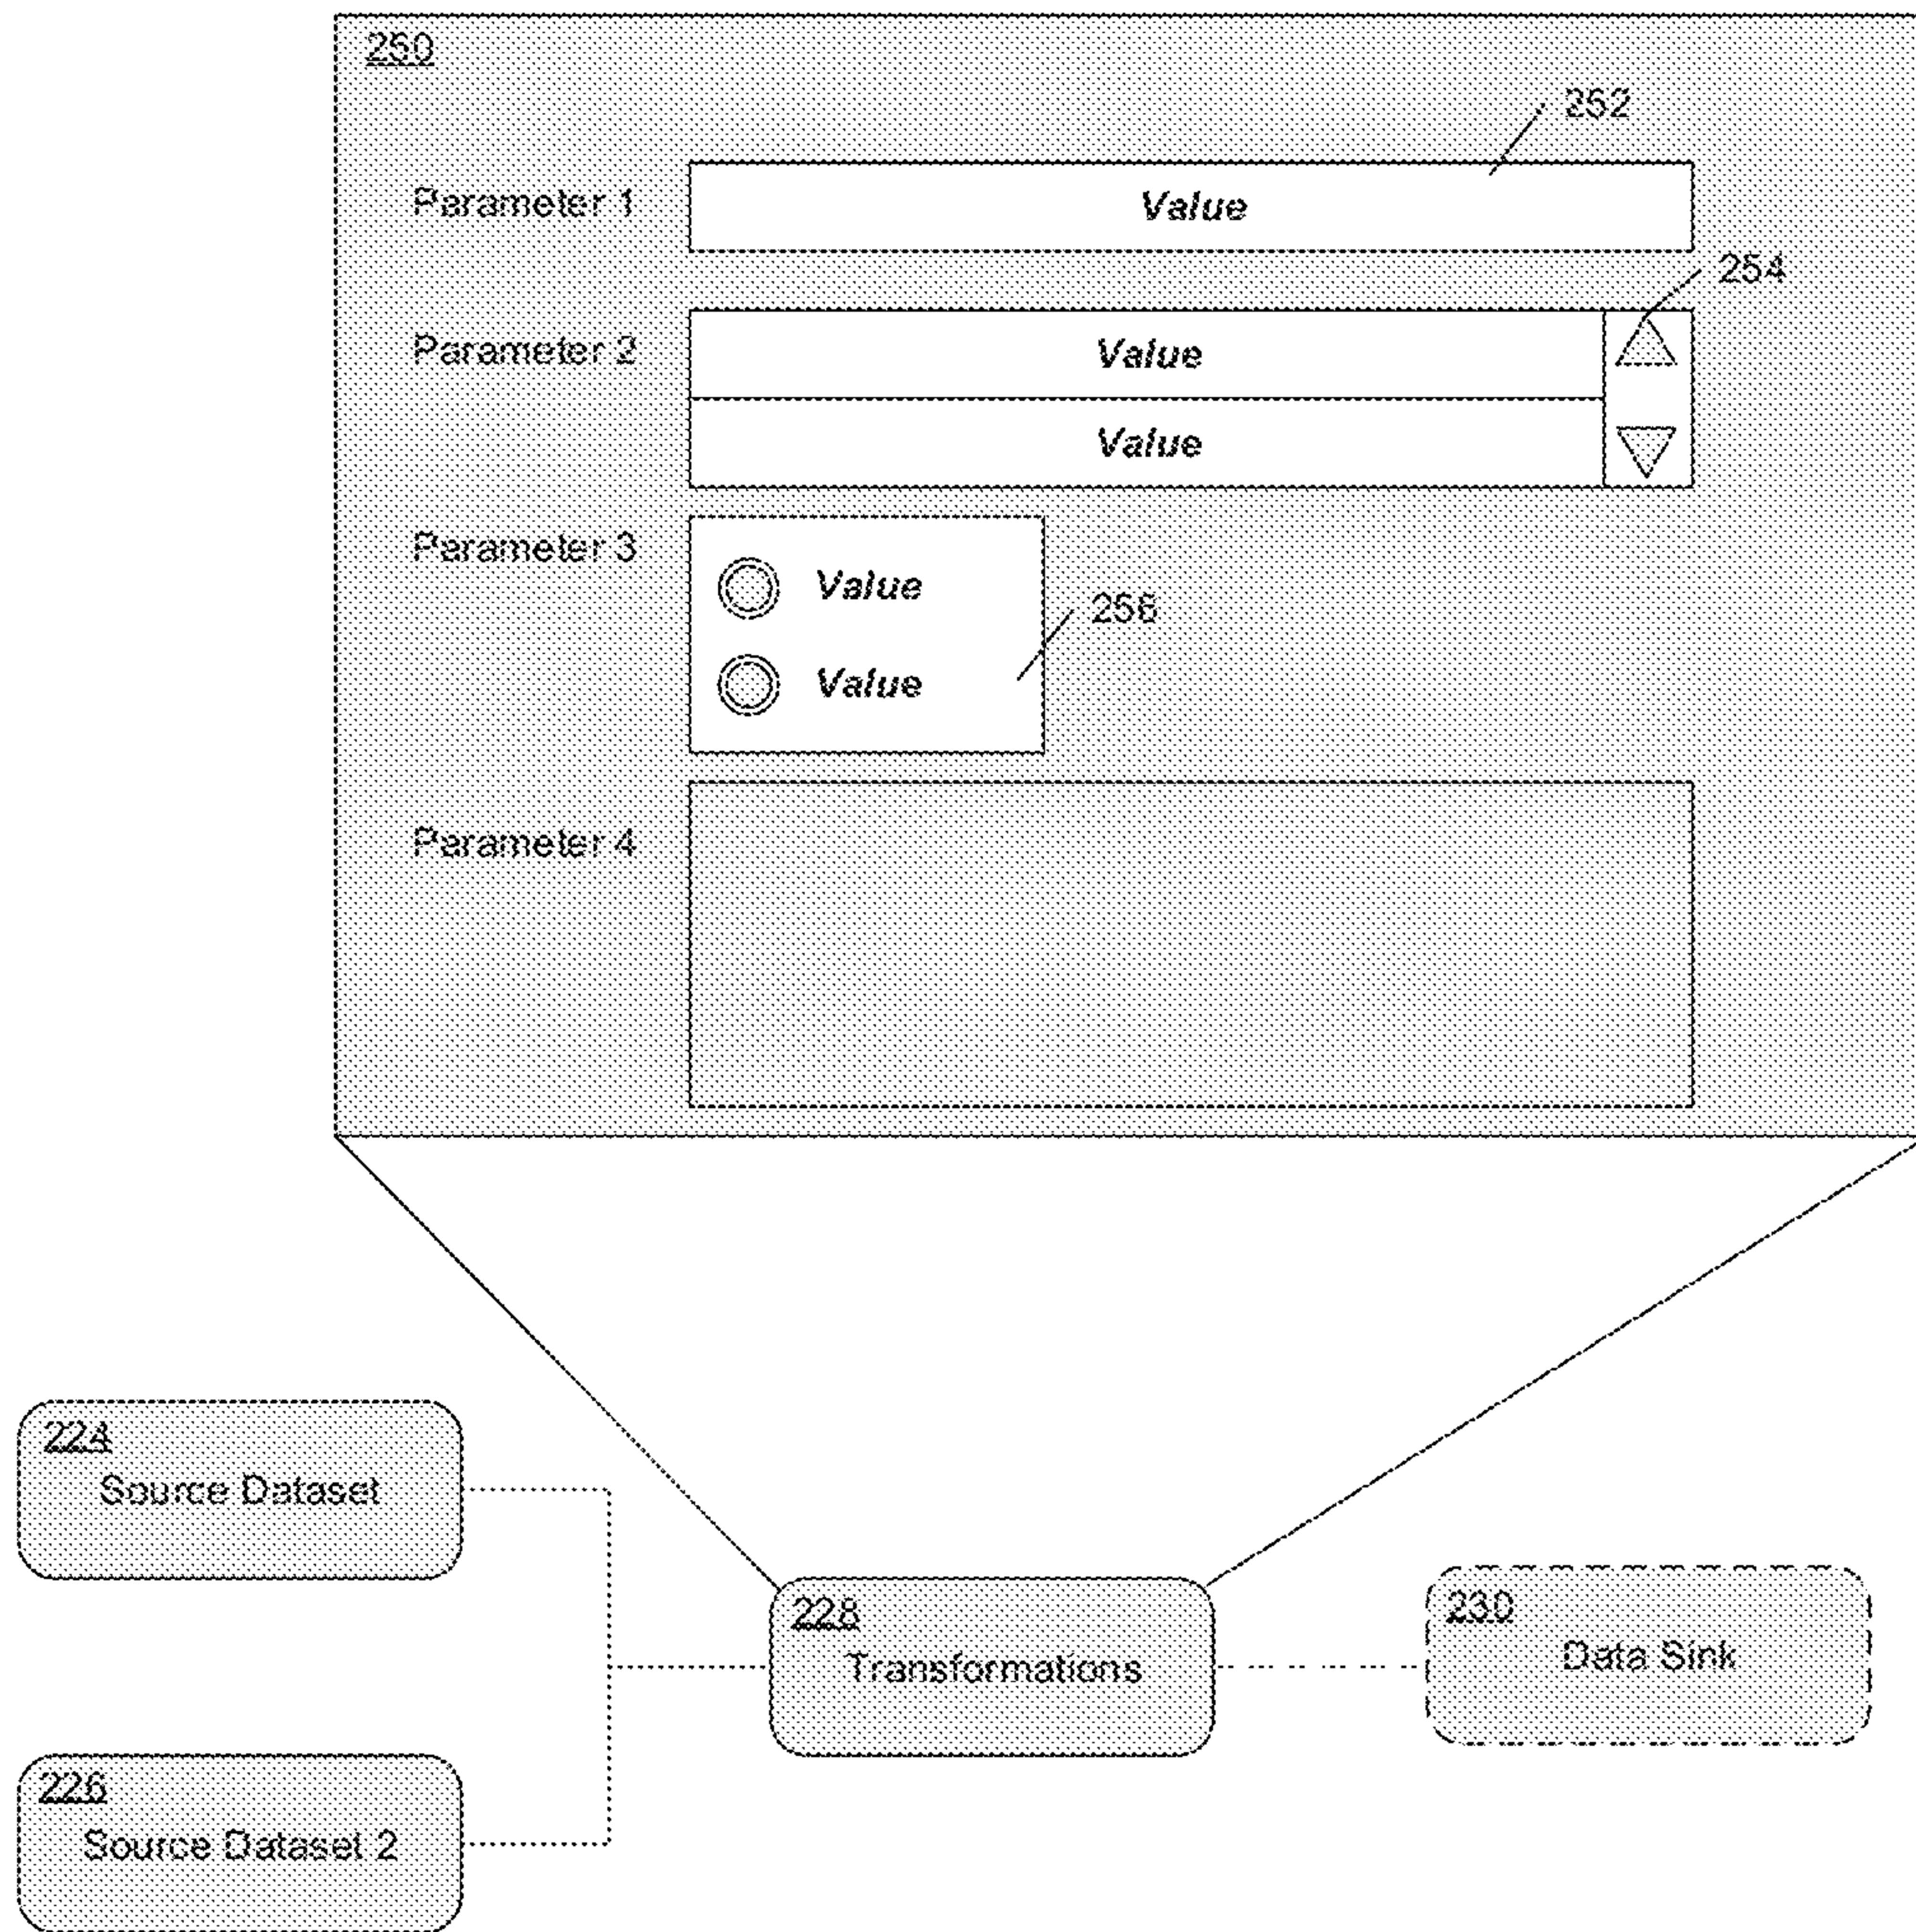 250
252
Parameter 1 Value
254
Parameter 2 Value
Value
Parameter 3
Value
256
Value
Parameter 4
224
Source Dataset
228
Transformations
230
Data Sink
226
Source Dataset 2